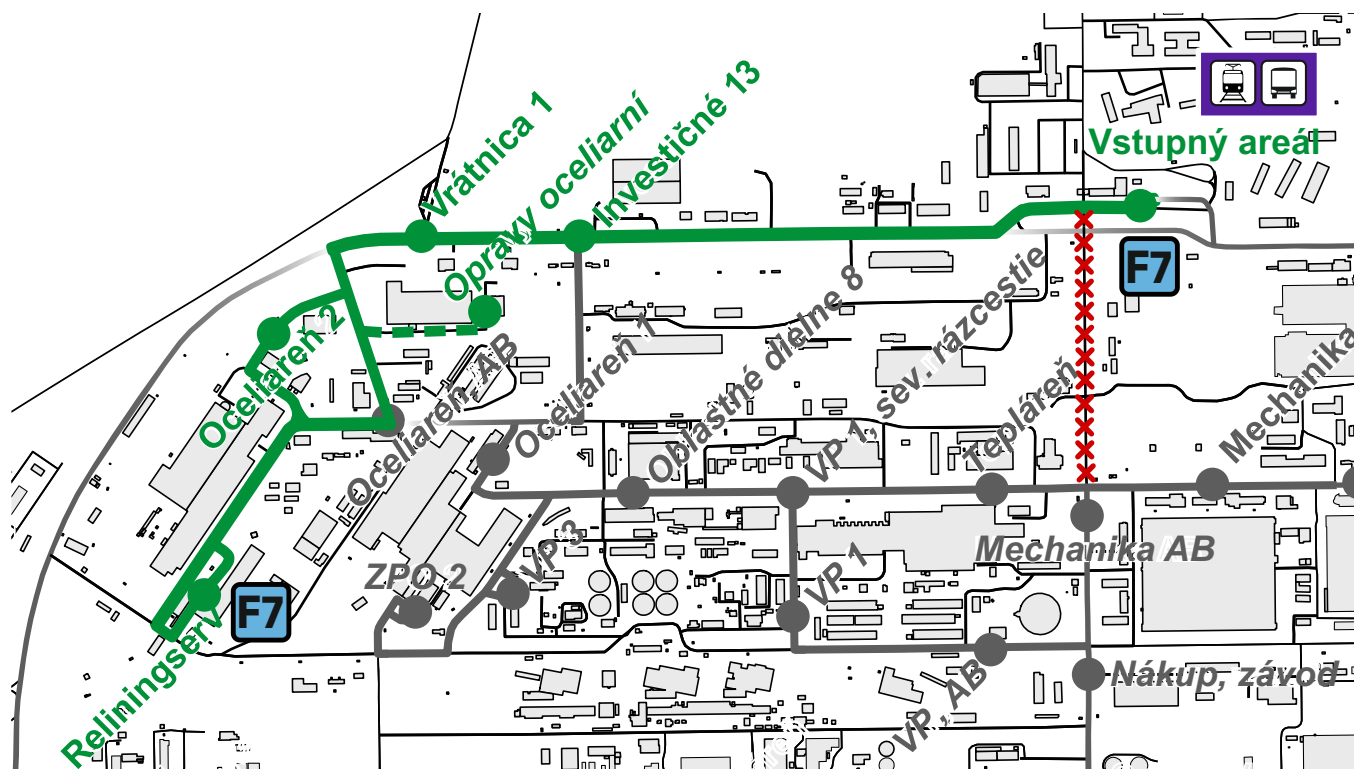 Vstupný areál
Vrátnica 1
Opravy oceliarní
Investičné 13
F7
Oceliareň 2
Oceliareň, AB
Oceliareň 1
Oblastné dielne 8
VP 1, sev. rázcestie
Tepláreň
Mechanika
ZPO 2
VP 3
VP 1
Mechanika AB
F7
Reliningserv
VP, AB
Nákup, závod